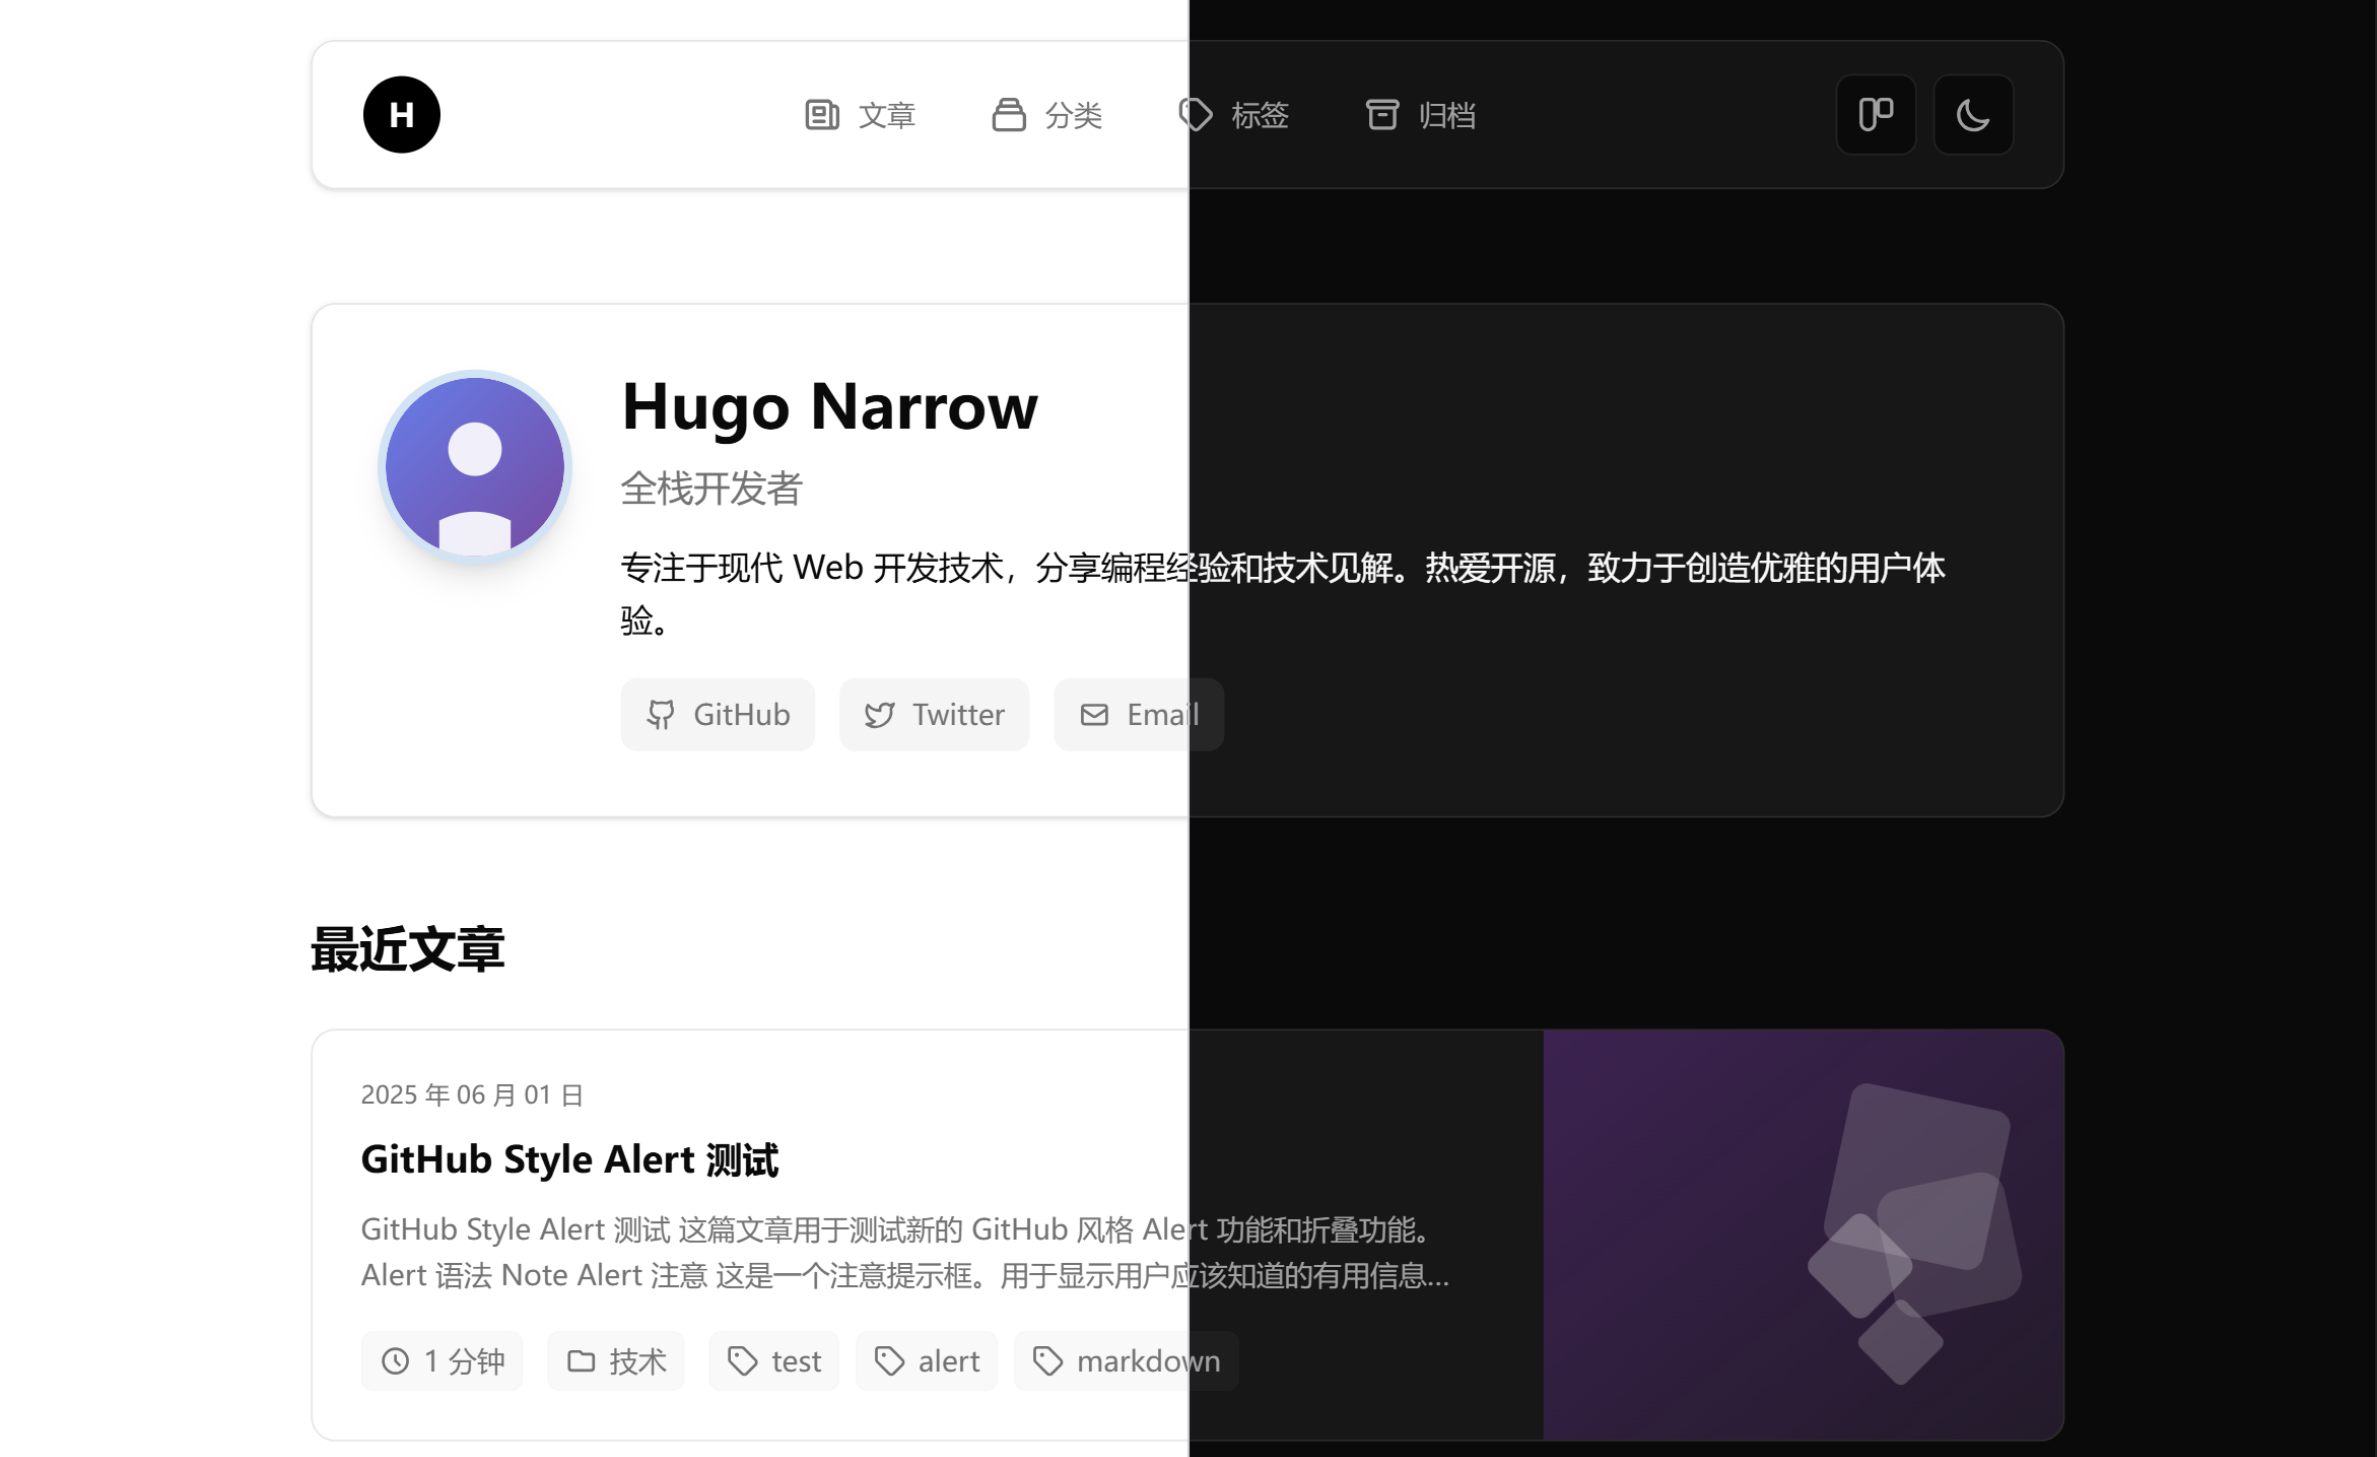 H
文章
分类
标签
归档
Hugo Narrow
全栈开发者
专注于现代 Web 开发技术，分享编程经验和技术见解。热爱开源，致力于创造优雅的用户体
验。
GitHub
Twitter
Email
最近文章
2025 年 06 月 01 日
GitHub Style Alert 测试
GitHub Style Alert 测试 这篇文章用于测试新的 GitHub 风格 Alert 功能和折叠功能。
Alert 语法 Note Alert 注意 这是一个注意提示框。用于显示用户应该知道的有用信息...
1 分钟
技术
test
alert
markdown